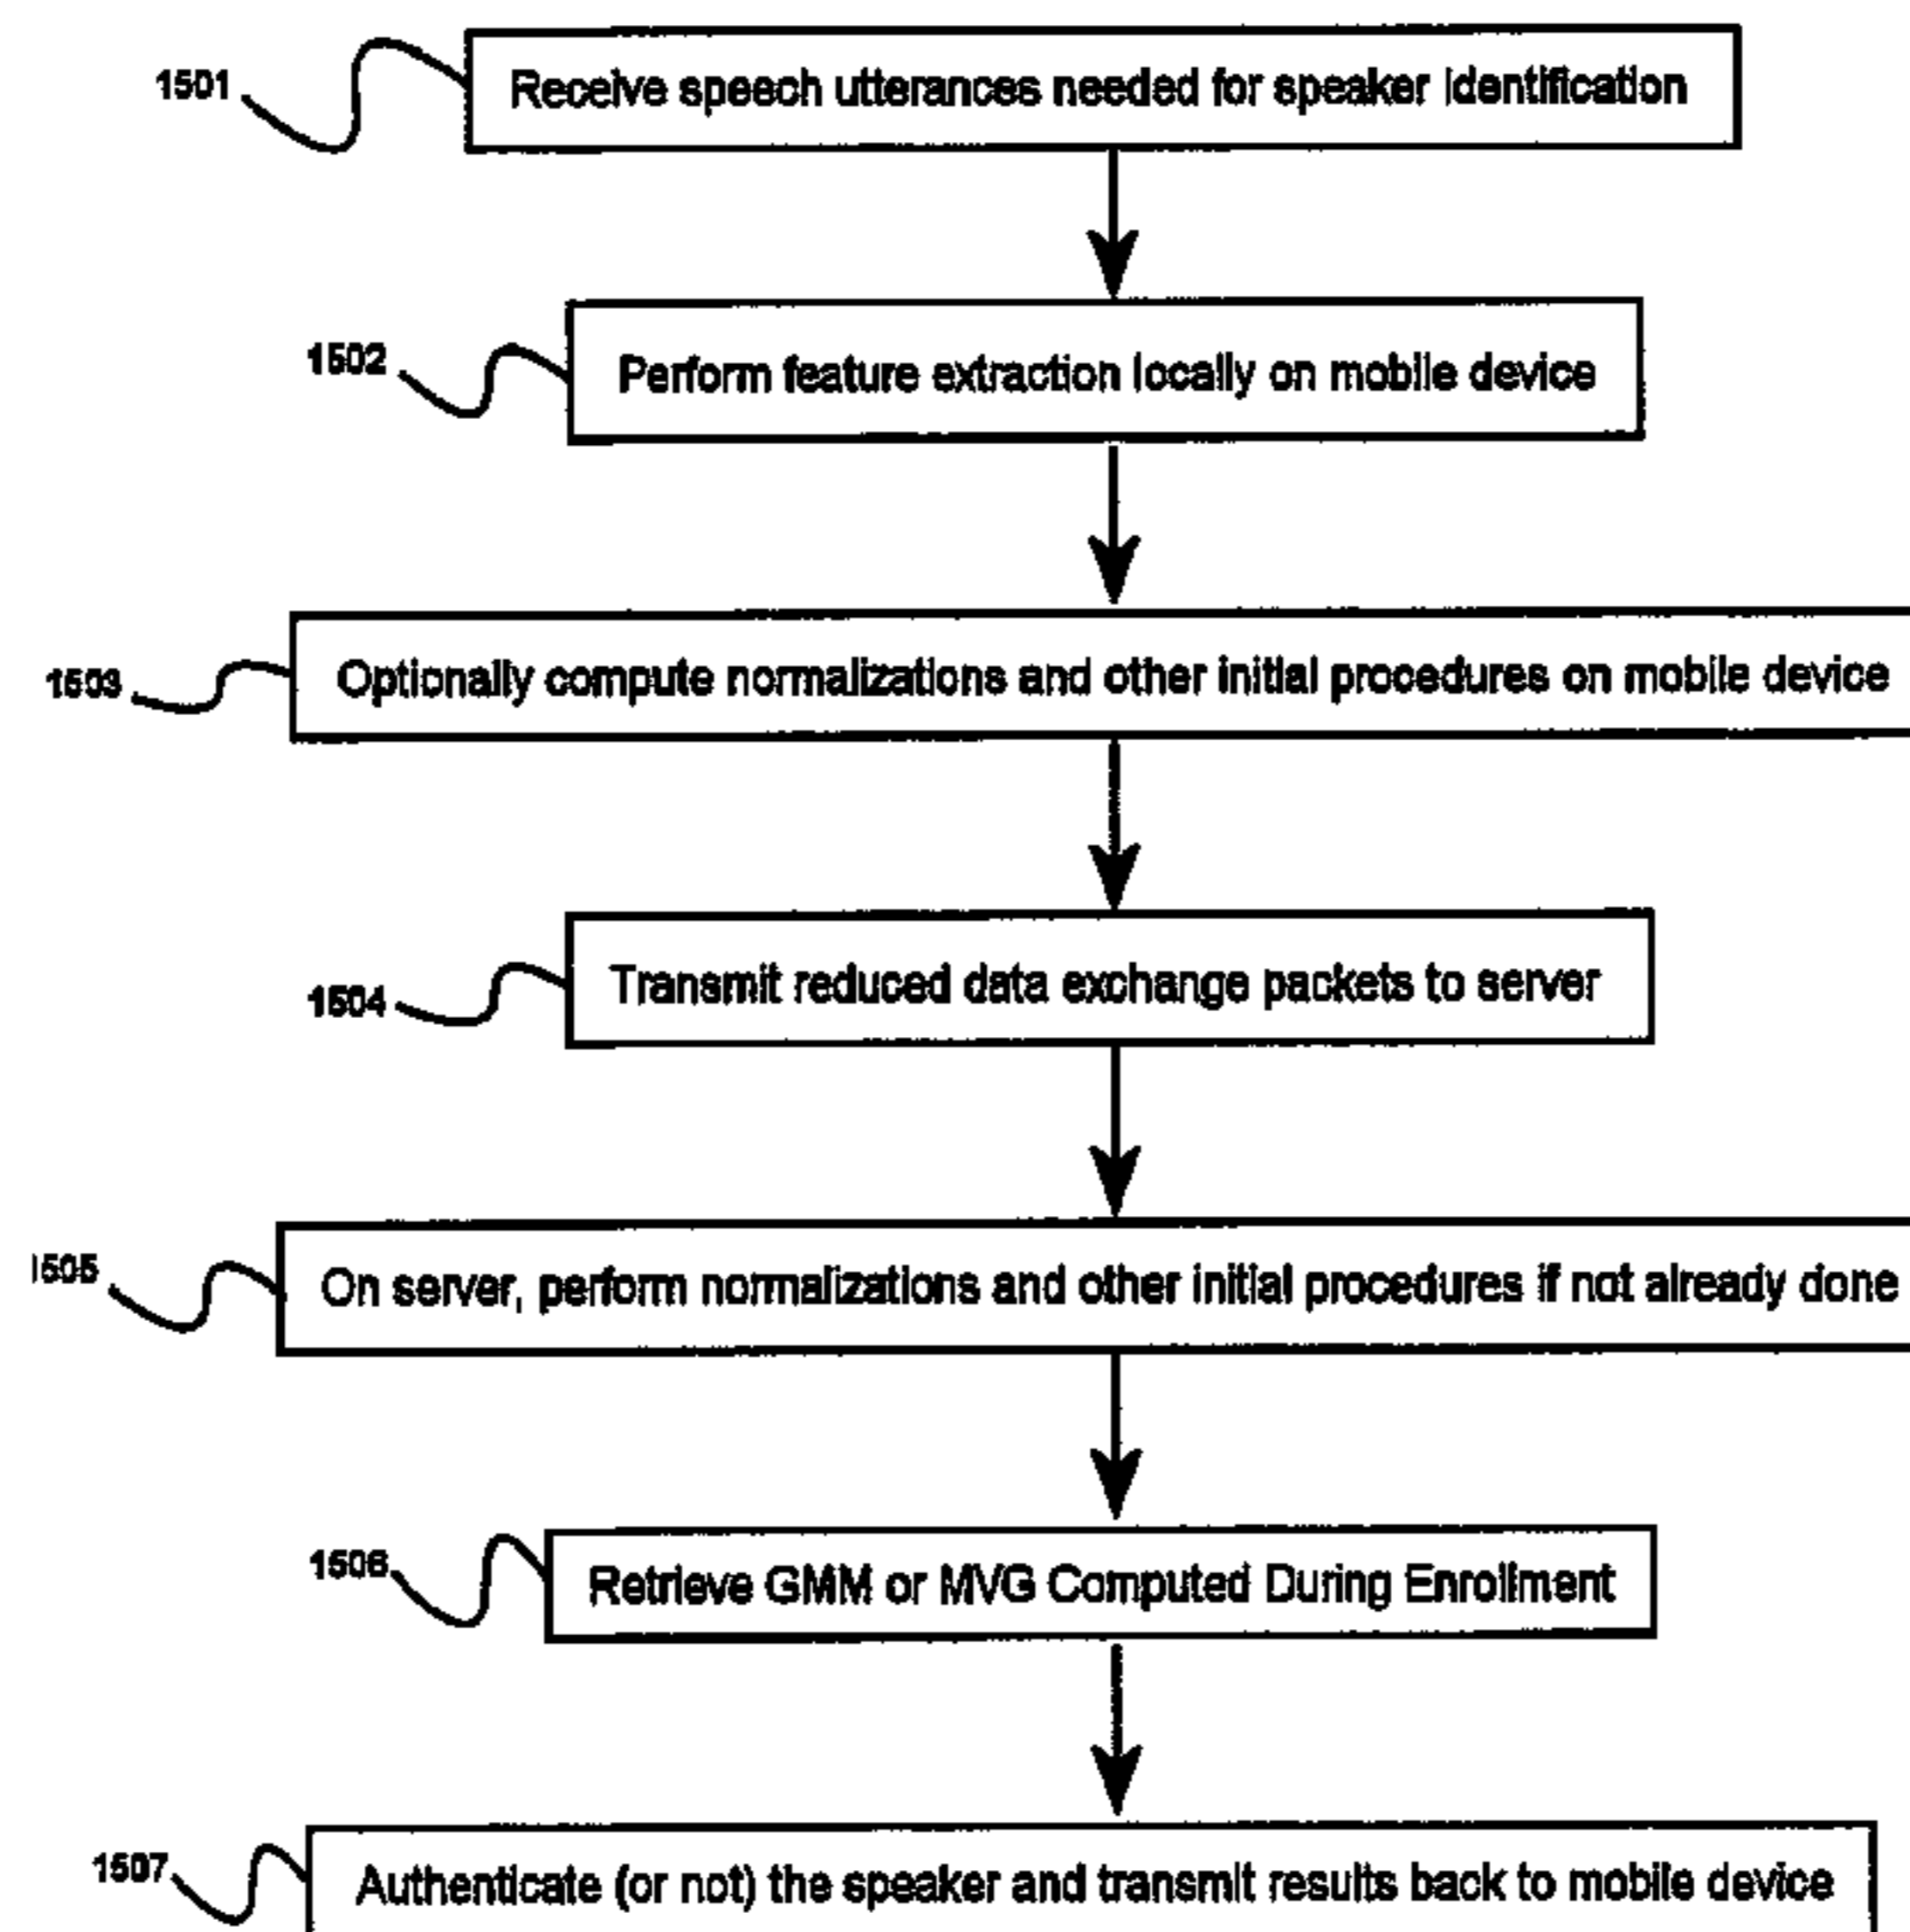 1501
Receive speech utterances needed for speaker identification
1502
Perform feature extraction locally on mobile device
1503
Optionally compute normalizations and other initial procedures on mobile device
1504
Transmit reduced data exchange packets to server
1505
On server, perform normalizations and other initial procedures if not already done
1506
Retrieve GMM or MVG Computed During Enrollment
1507
Authenticate (or not) the speaker and transmit results back to mobile device